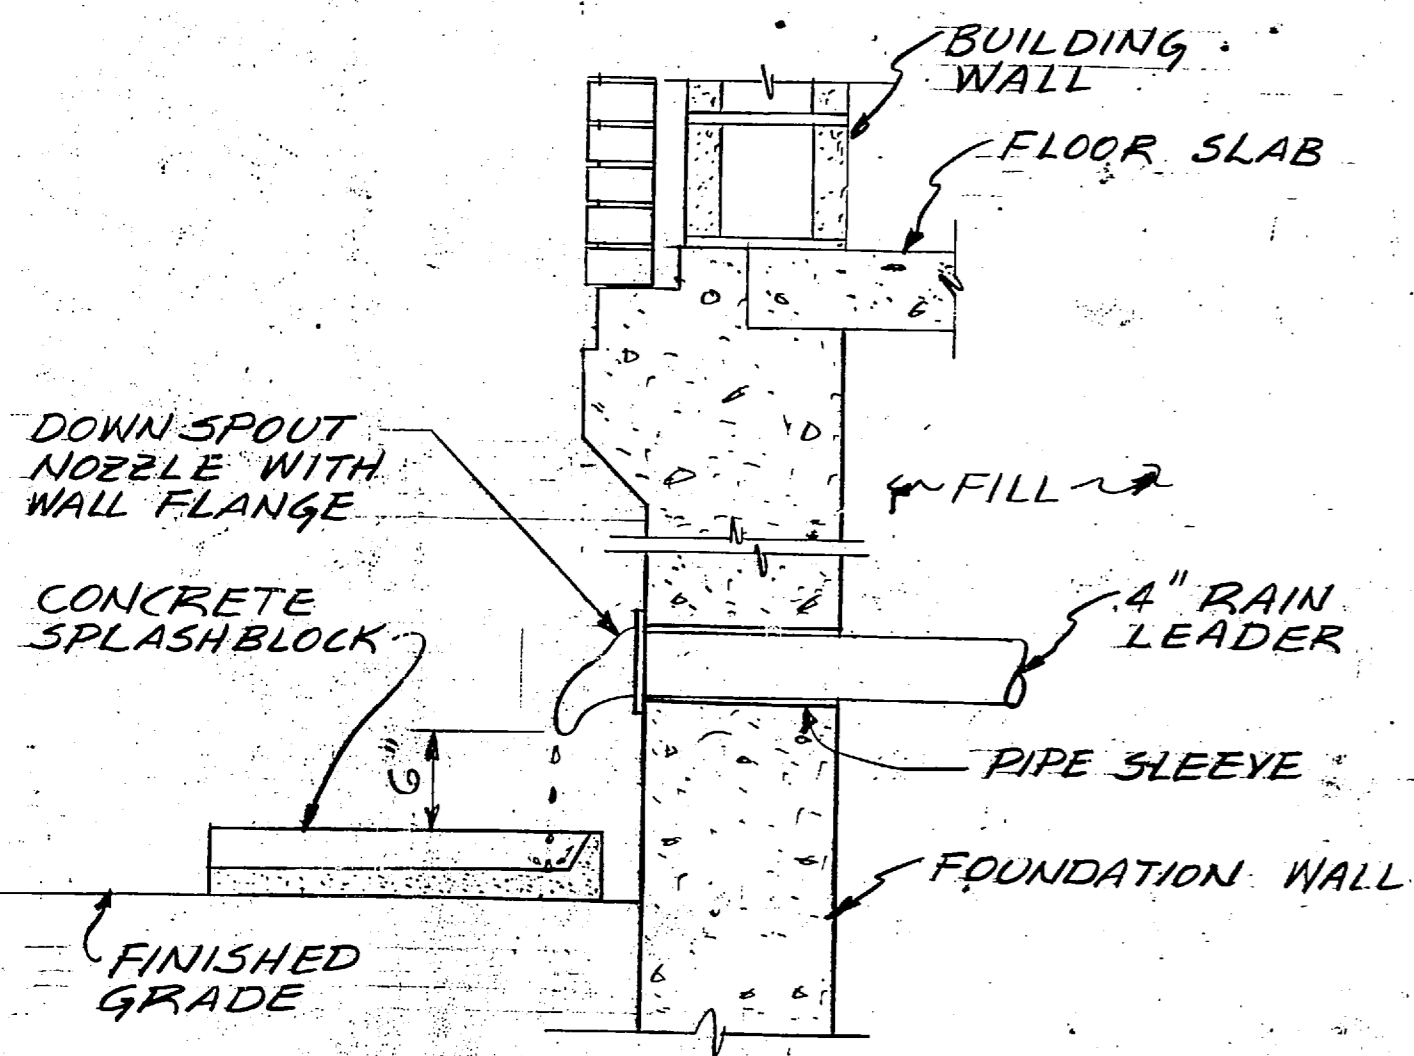 BUILDING
WALL
FLOOR SLAB
DOWN SPOUT
NOZZLE WITH
WALL FLANGE
FILL
CONCRETE
SPLASHBLOCK
4" RAIN
LEADER
6"
PIPE SLEEVE
FOUNDATION WALL
FINISHED
GRADE